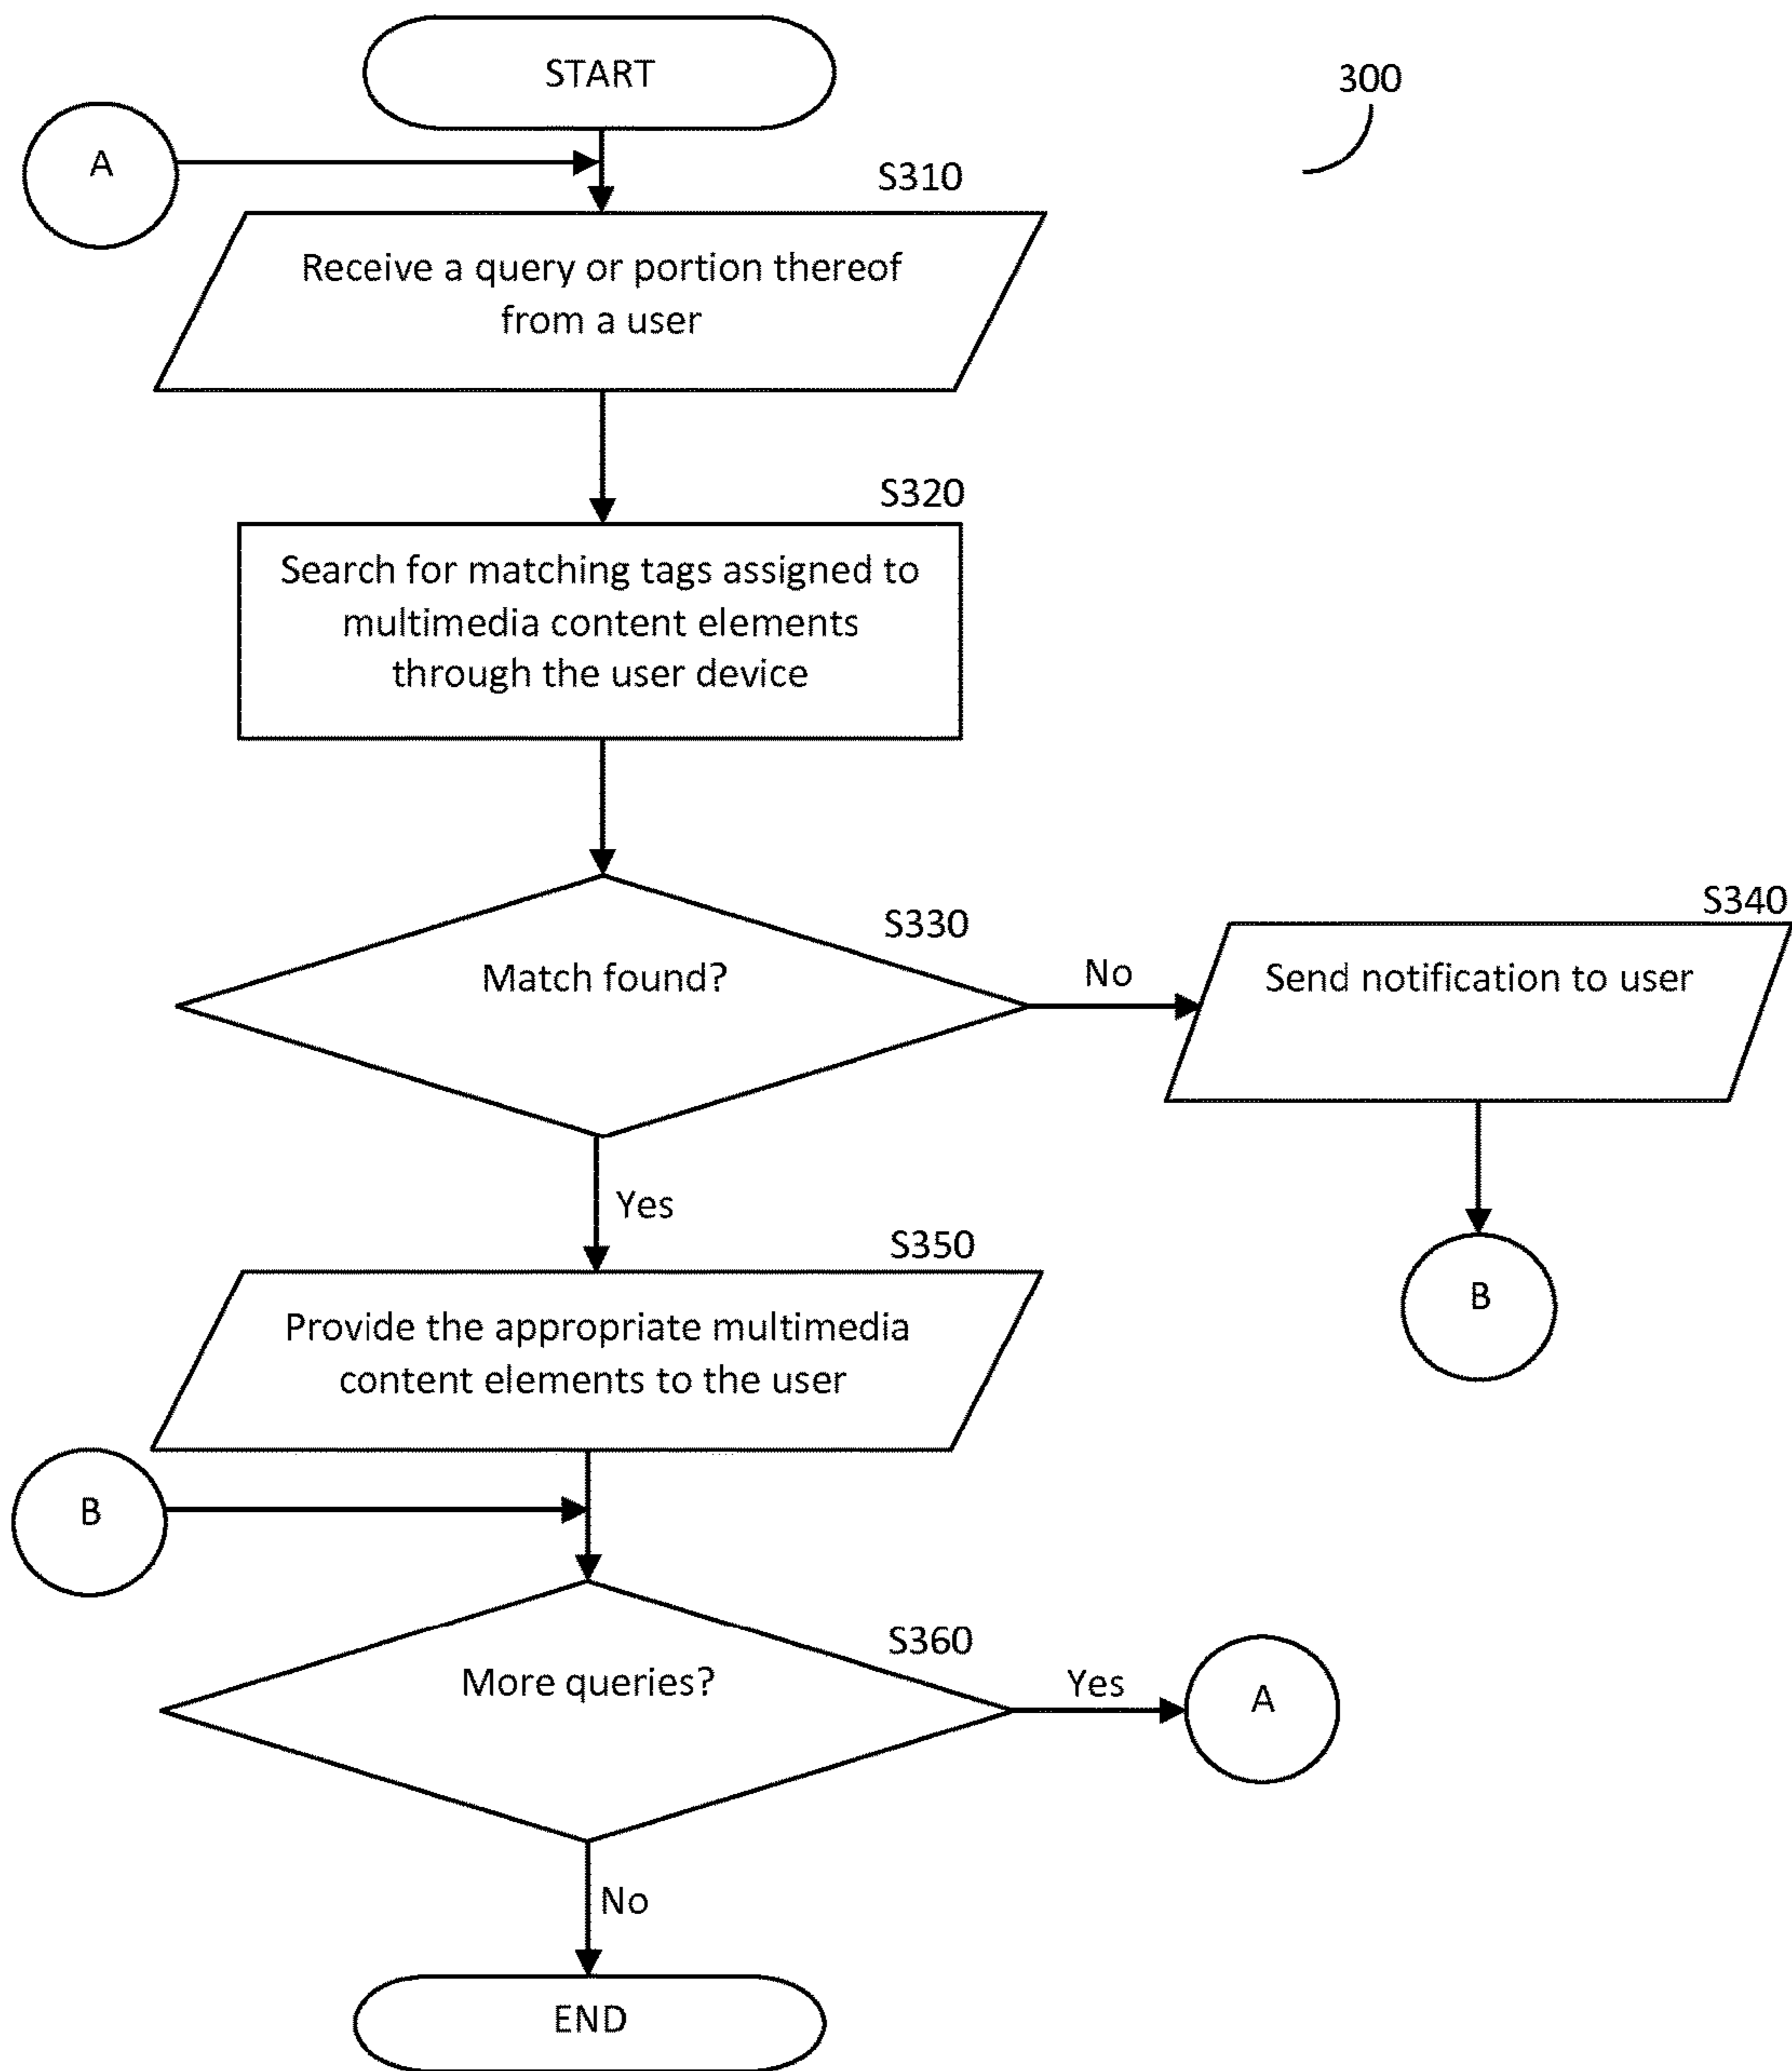 START
300
A
S310
Receive a query or portion thereof
from a user
S320
Search for matching tags assigned to
multimedia content elements
through the user device
S330
Match found?
No
S340
Send notification to user
Yes
B
S350
Provide the appropriate multimedia
content elements to the user
B
S360
More queries?
Yes
A
No
END